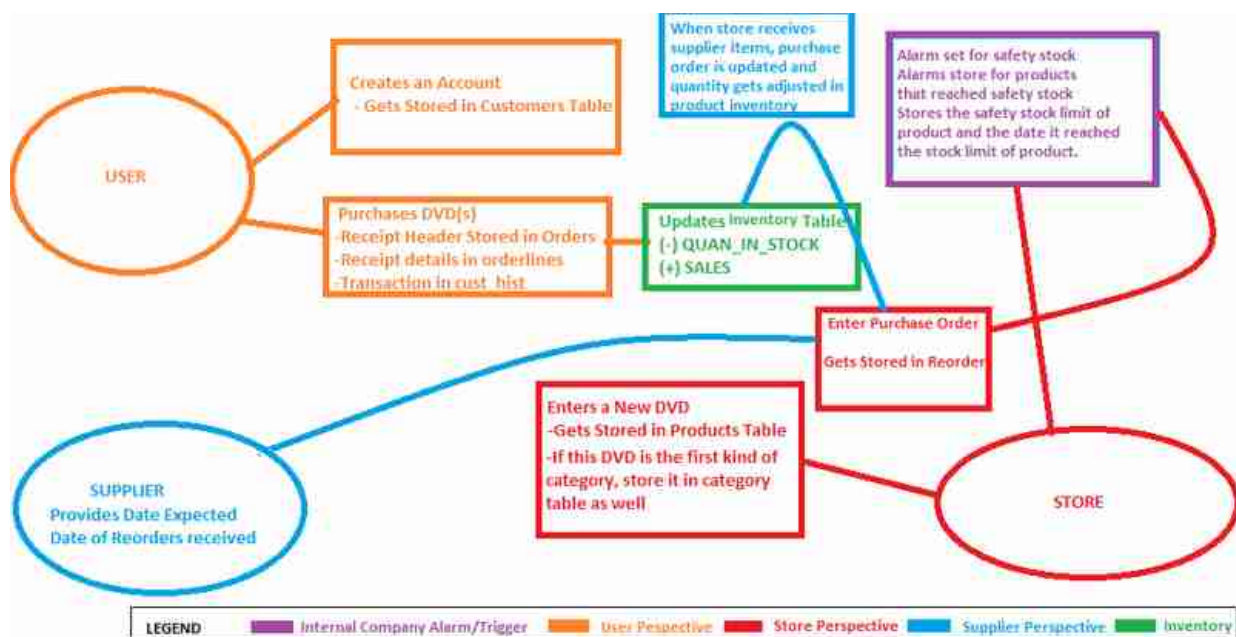 When store receives
supplier items, purchase
order is updated and
quantity gets adjusted in
product inventory
Alarm set for safety stock
Alarms store for products
that reached safety stock
Stores the safety stock limit of
product and the date it reached
the stock limit of product.
Creates an Account
- Gets Stored in Customers Table
USER
Purchases DVD(s)
-Receipt Header Stored in Orders
-Receipt details in orderlines
-Transaction in cust_hist
Updates Inventory Table
(-) QUAN_IN_STOCK
(+) SALES
Enter Purchase Order
Gets Stored in Reorder
Enters a New DVD
-Gets Stored in Products Table
-If this DVD is the first kind of
category, store it in category
table as well
SUPPLIER
Provides Date Expected
Date of Reorders received
STORE
LEGEND Internal Company Alarm/Trigger User Pespective Store Perspective Supplier Perspective Inventory